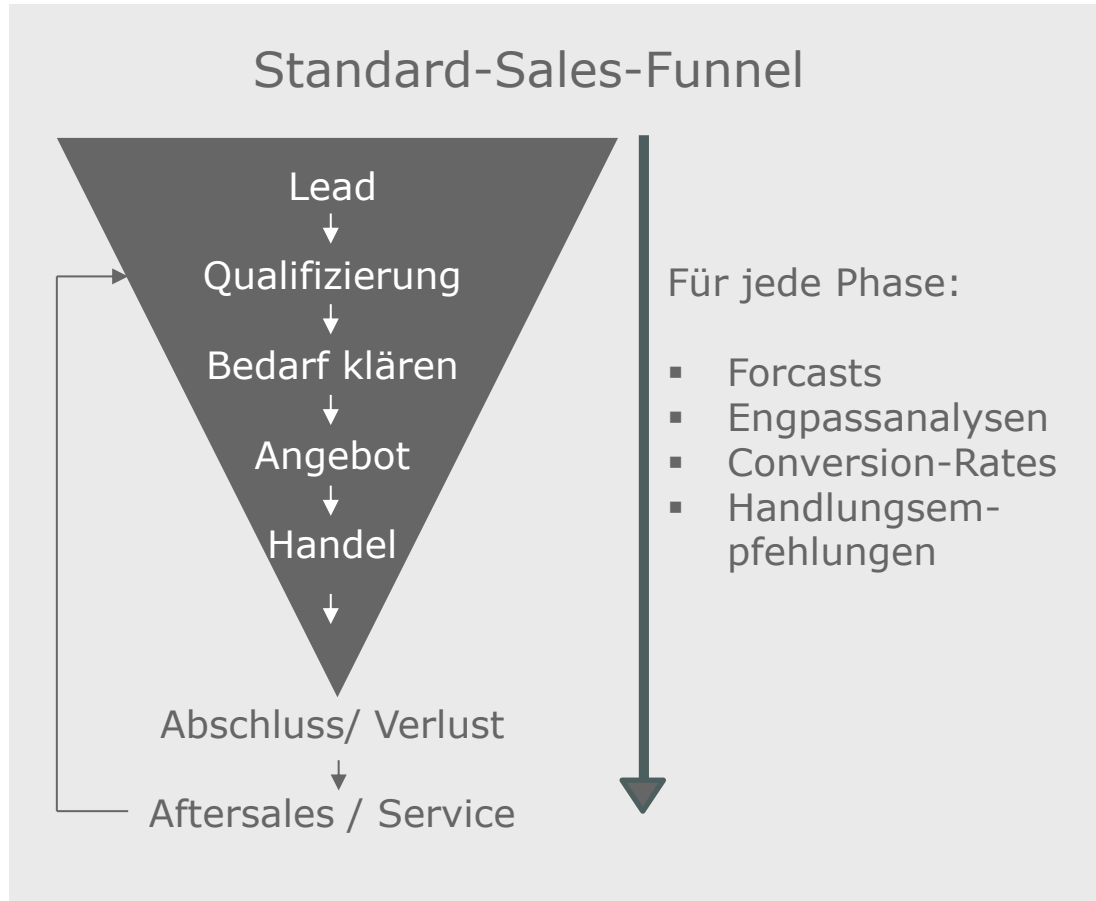 Standard-Sales-Funnel
Lead
Qualifizierung
Bedarf klären
Angebot
Handel
Abschluss/ Verlust
Aftersales / Service
Für jede Phase:
▪ Forcasts
▪ Engpassanalysen
▪ Conversion-Rates
▪ Handlungsem-
pfehlungen